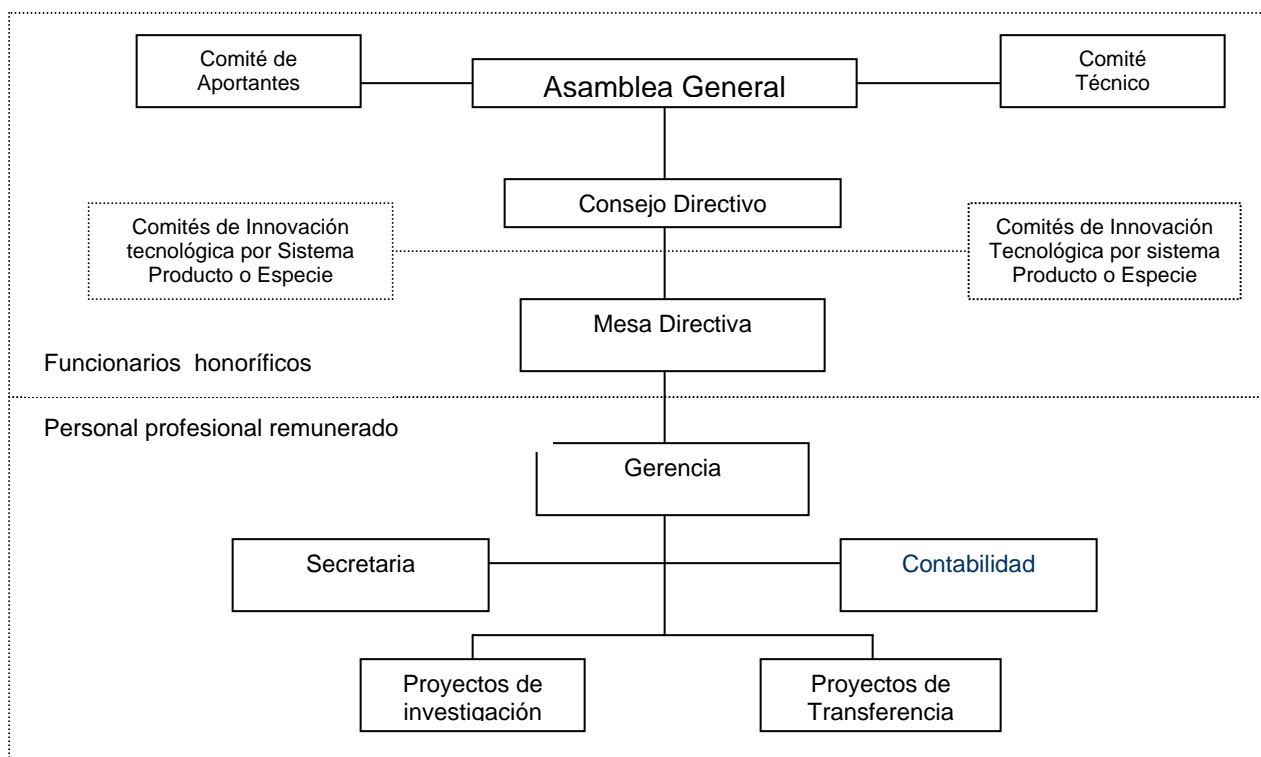 Comité de
Aportantes
Asamblea General
Comité
Técnico
Consejo Directivo
Comités de Innovación
tecnológica por Sistema
Producto o Especie
Comités de Innovación
Tecnológica por sistema
Producto o Especie
Mesa Directiva
Funcionarios honoríficos
Personal profesional remunerado
Gerencia
Secretaria
Contabilidad
Proyectos de
investigación
Proyectos de
Transferencia